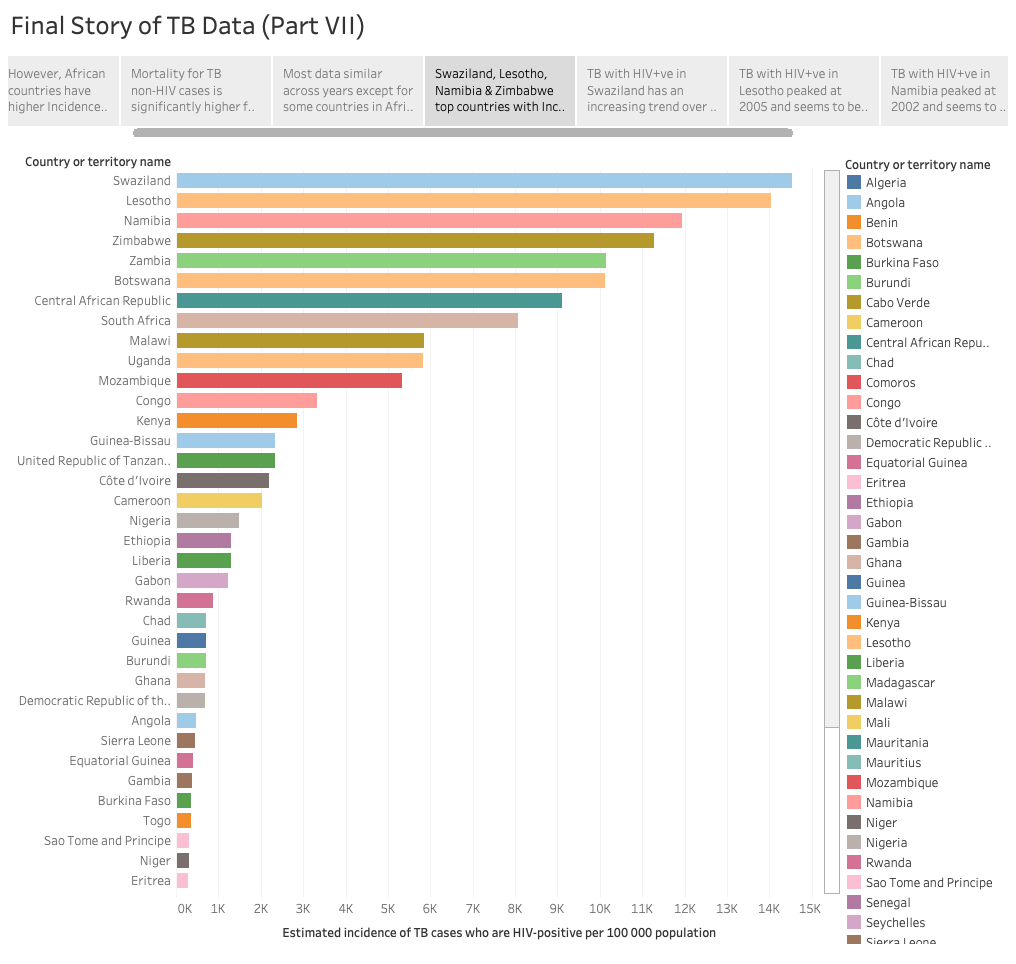 Final Story of TB Data (Part VII)
However, African
countries have
higher Incidence..
Mortality for TB
non-HIV cases is
significantly higher f..
Most data similar
across years except for
some countries in Afri..
Swaziland, Lesotho,
Namibia & Zimbabwe
top countries with Inc..
TB with HIV+ve in
Swaziland has an
increasing trend over ..
TB with HIV+ve in
Lesotho peaked at
2005 and seems to be..
TB with HIV+ve in
Namibia peaked at
2002 and seems to ..
Country or territory name
Swaziland
Lesotho
Namibia
Zimbabwe
Zambia
Botswana
Central African Republic
South Africa
Malawi
Uganda
Mozambique
Congo
Kenya
Guinea-Bissau
United Republic of Tanzan..
Côte d'Ivoire
Cameroon
Nigeria
Ethiopia
Liberia
Gabon
Rwanda
Chad
Guinea
Burundi
Ghana
Democratic Republic of th..
Angola
Sierra Leone
Equatorial Guinea
Gambia
Burkina Faso
Togo
Sao Tome and Principe
Niger
Eritrea
0K 1K 2K 3K 4K 5K 6K 7K 8K 9K 10K 11K 12K 13K 14K 15K
Estimated incidence of TB cases who are HIV-positive per 100 000 population
Country or territory name
Algeria
Angola
Benin
Botswana
Burkina Faso
Burundi
Cabo Verde
Cameroon
Central African Repu..
Chad
Comoros
Congo
Côte d'Ivoire
Democratic Republic ..
Equatorial Guinea
Eritrea
Ethiopia
Gabon
Gambia
Ghana
Guinea
Guinea-Bissau
Kenya
Lesotho
Liberia
Madagascar
Malawi
Mali
Mauritania
Mauritius
Mozambique
Namibia
Niger
Nigeria
Rwanda
Sao Tome and Principe
Senegal
Seychelles
Sierra Leone